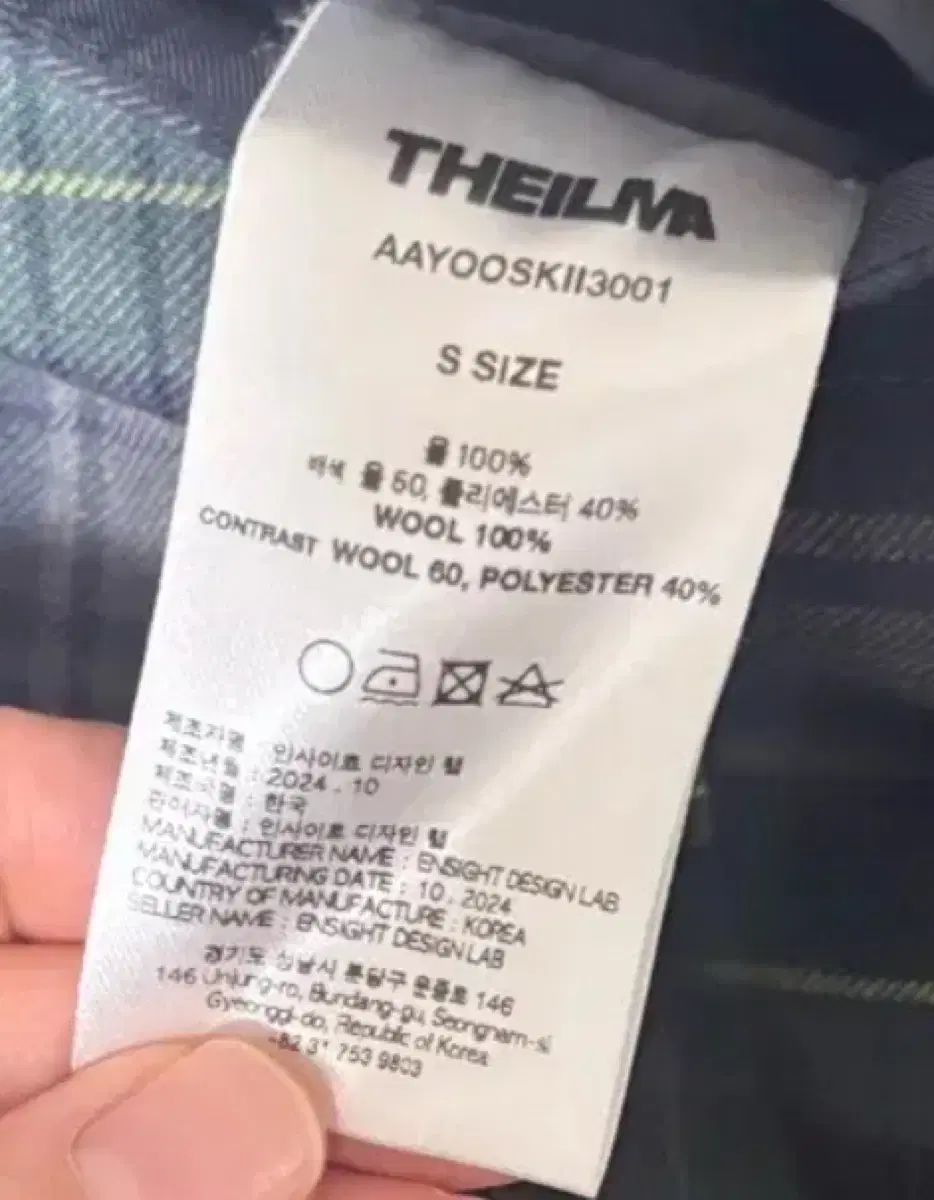 THEILMA
AAYOOSKII3001
S SIZE
울 100%
배색 울 60, 폴리에스터 40%
WOOL 100%
CONTRAST WOOL 60, POLYESTER 40%
제조자명 : 인사이트 디자인 랩
제조년월 : 2024 . 10
제조국명 : 한국
판매자명 : 인사이트 디자인 랩
MANUFACTURER NAME : ENSIGHT DESIGN LAB
MANUFACTURING DATE : 10, 2024
COUNTRY OF MANUFACTURE : KOREA
SELLER NAME : ENSIGHT DESIGN LAB
경기도 성남시 분당구 운중로 146
146 Unjung-ro, Bundang-gu, Seongnam-si,
Gyeonggi-do, Republic of Korea
+82 31 753 9803